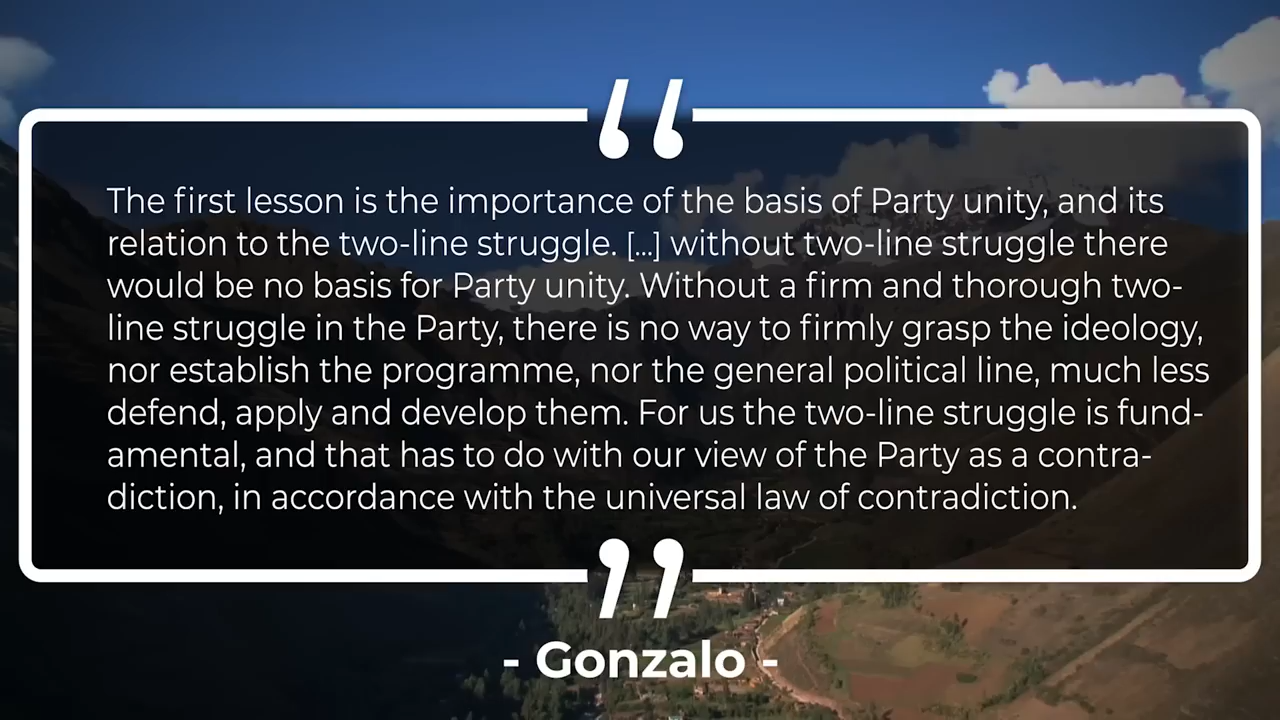 “
The first lesson is the importance of the basis of Party unity, and its
relation to the two-line struggle. [...] without two-line struggle there
would be no basis for Party unity. Without a firm and thorough two-
line struggle in the Party, there is no way to firmly grasp the ideology,
nor establish the programme, nor the general political line, much less
defend, apply and develop them. For us the two-line struggle is fund-
amental, and that has to do with our view of the Party as a contra-
diction, in accordance with the universal law of contradiction.
”
- Gonzalo -